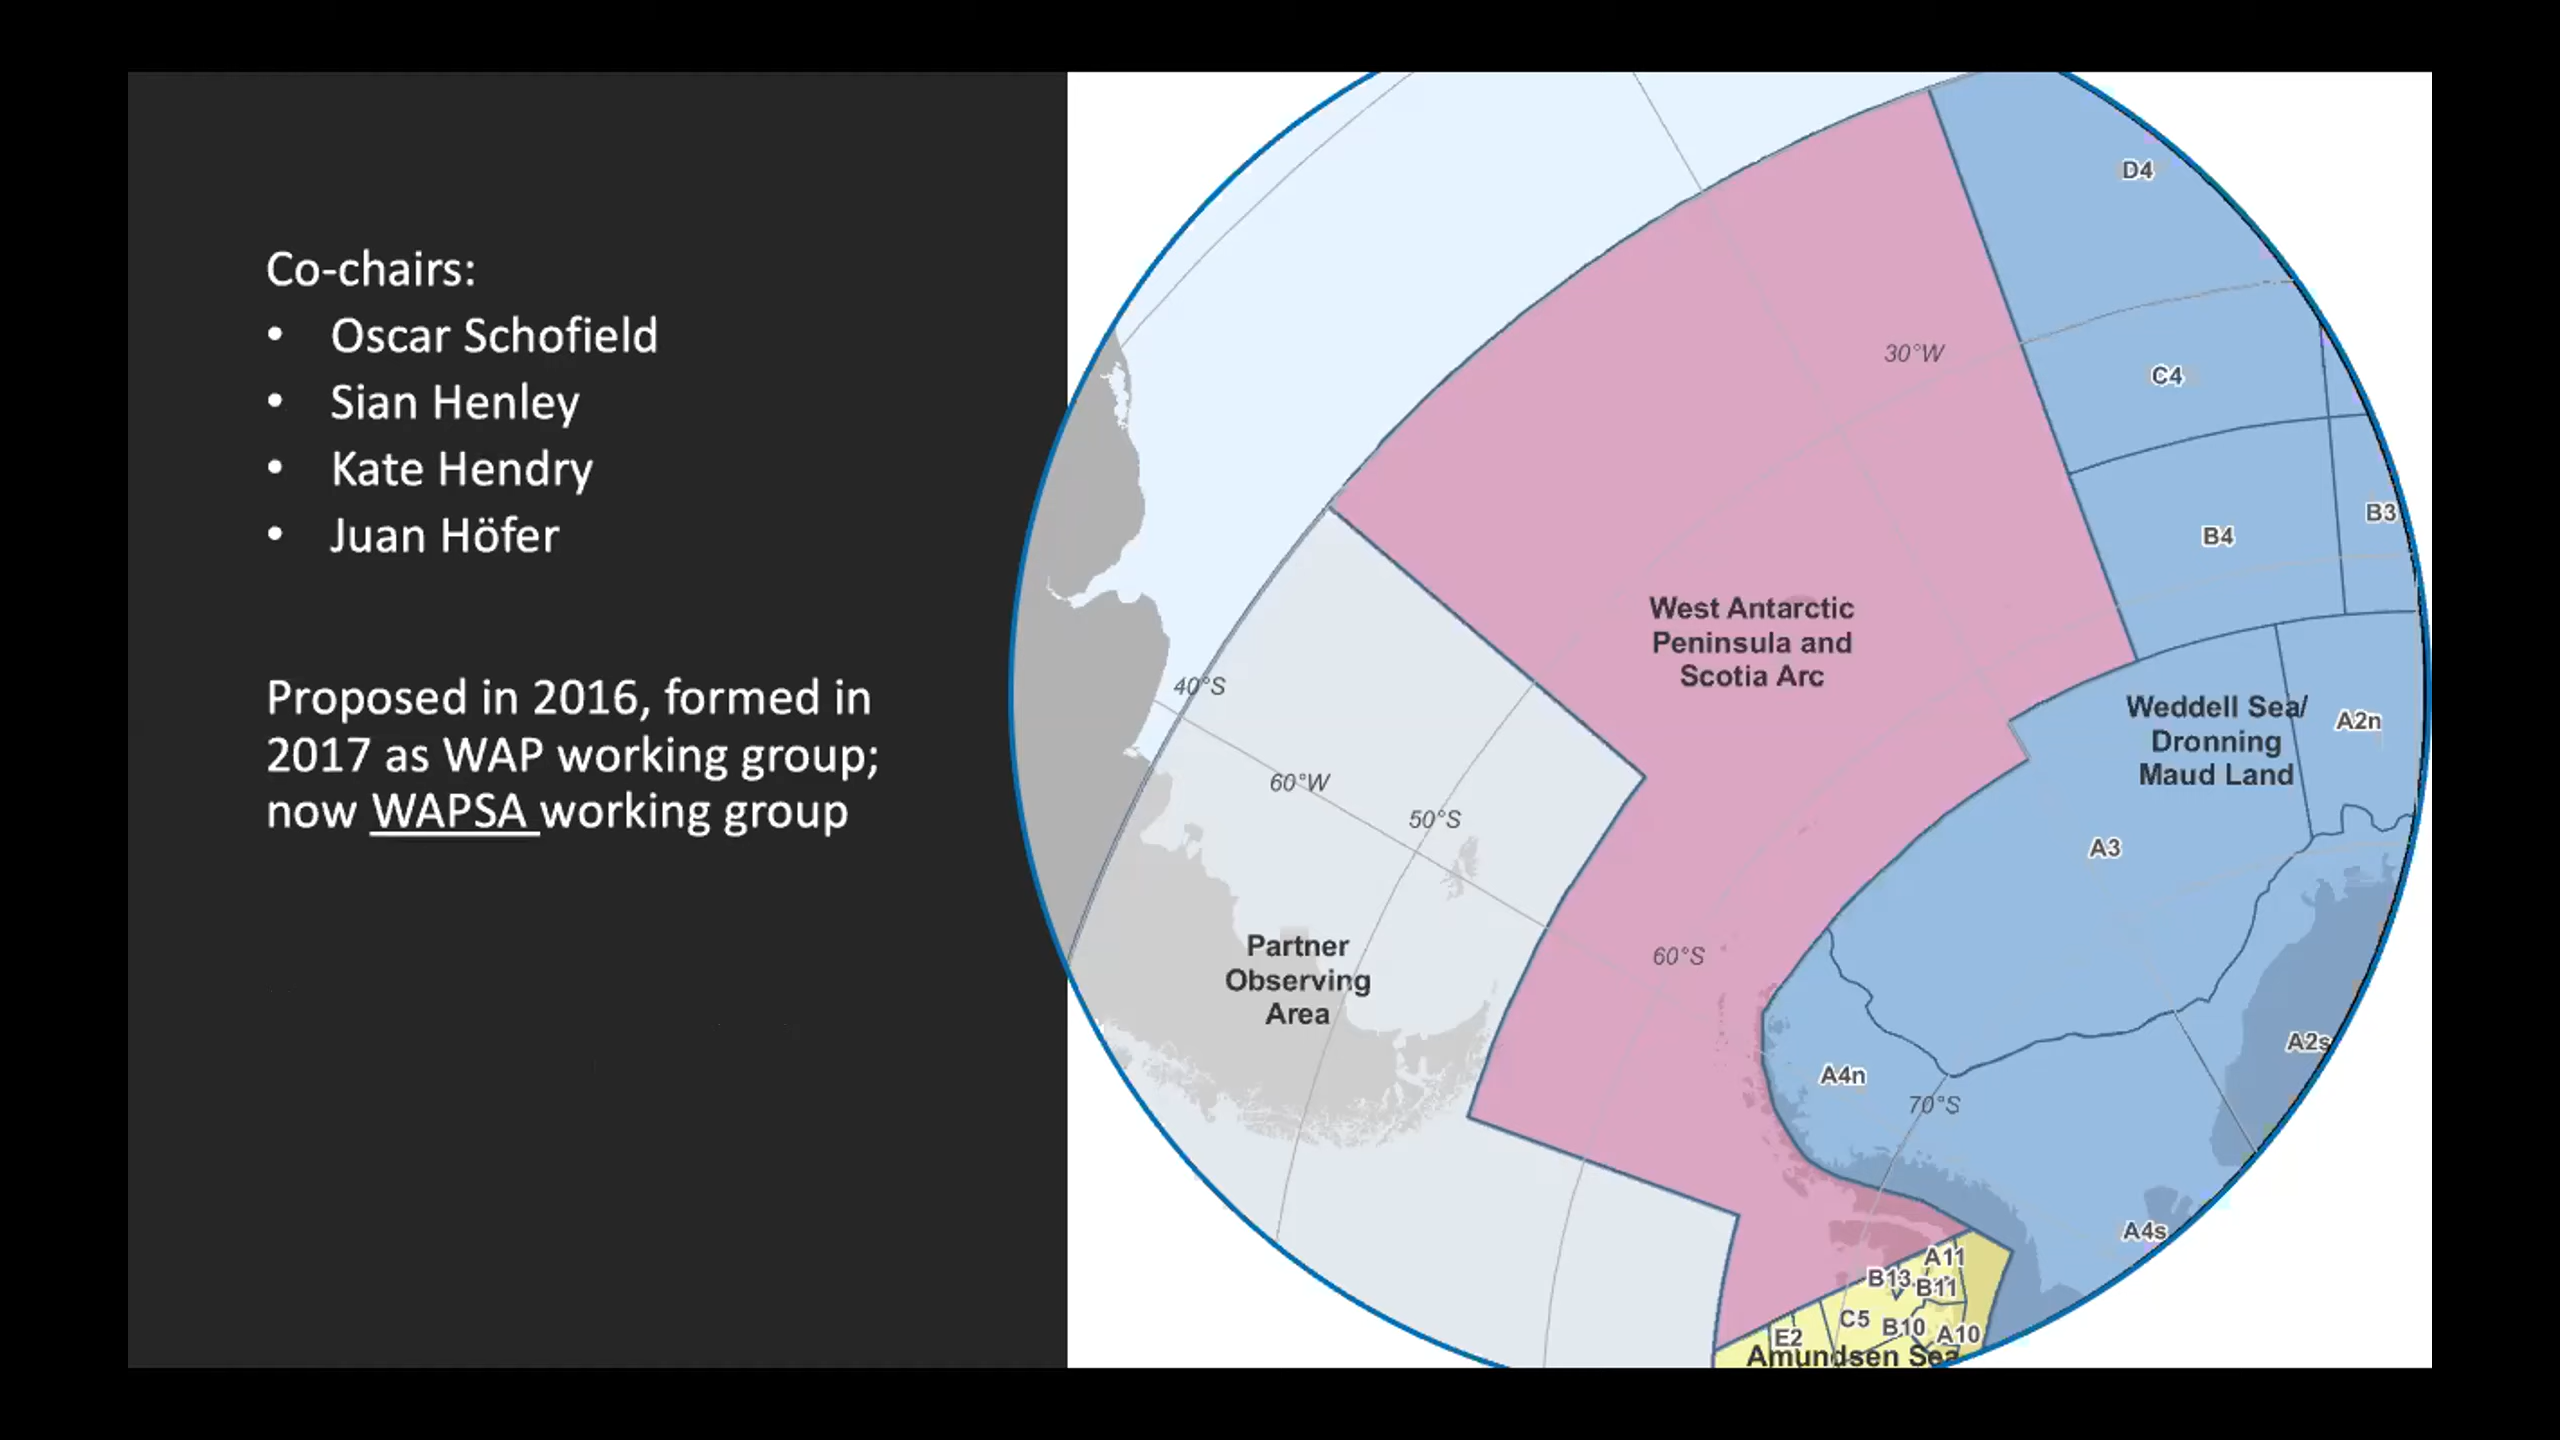 Co-chairs:
• Oscar Schofield
• Sian Henley
• Kate Hendry
• Juan Höfer
Proposed in 2016, formed in
2017 as WAP working group;
now WAPSA working group
D4
30°W
C4
B3
B4
West Antarctic
Peninsula and
Scotia Arc
40°S
Weddell Sea/
Dronning
Maud Land
A2n
60°W
50°S
A3
Partner
Observing
Area
60°S
A2s
A4n
70°S
A4s
A11
B13
B11
C5
B10
A10
E2
Amundsen Sea